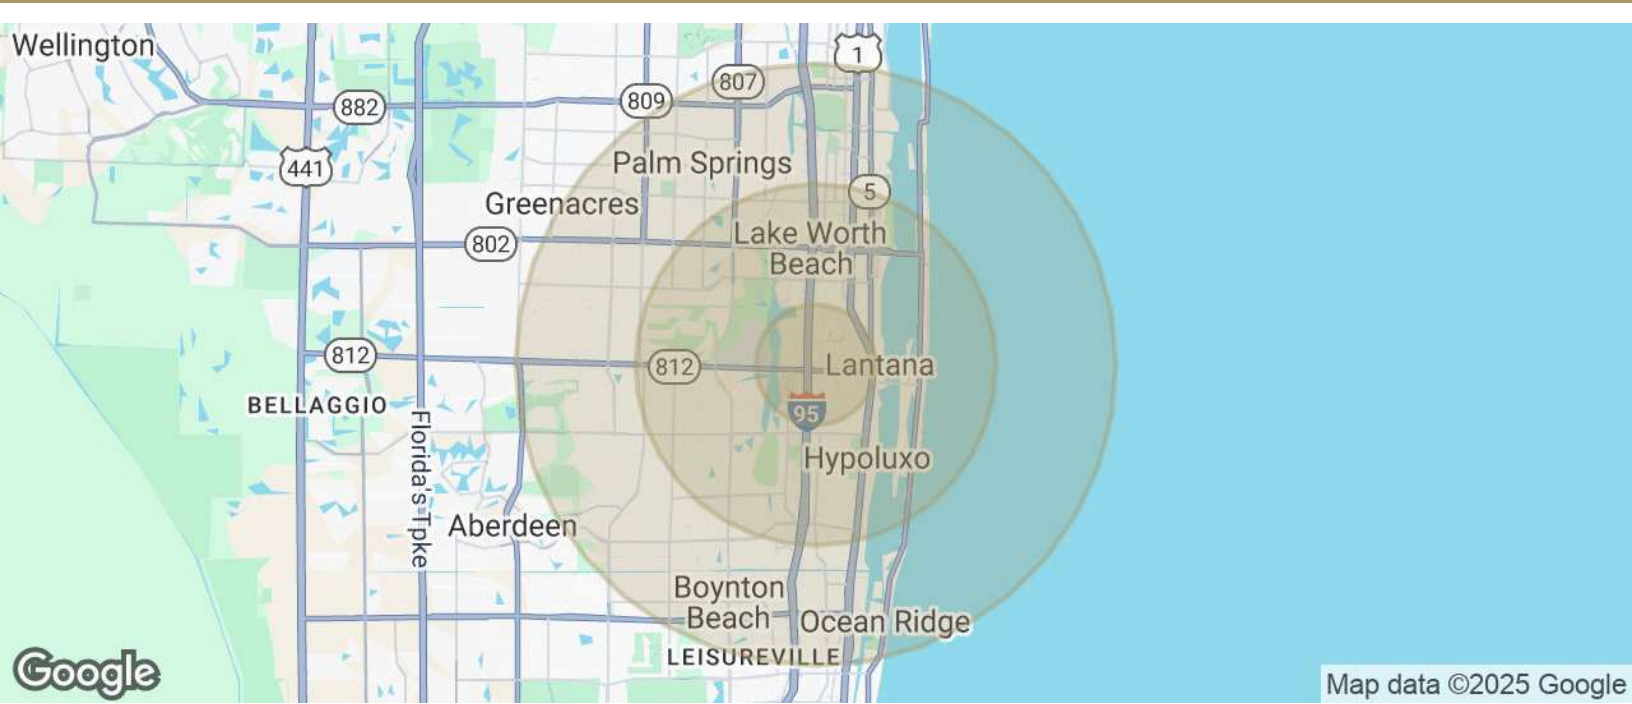 Wellington
1
807
809
882
Palm Springs
441
5
Greenacres
Lake Worth
Beach
802
812
812
Lantana
BELLAGGIO
95
Florida's Tpke
Hypoluxo
Aberdeen
Boynton
Beach
Ocean Ridge
LEISUREVILLE
Google
Map data ©2025 Google